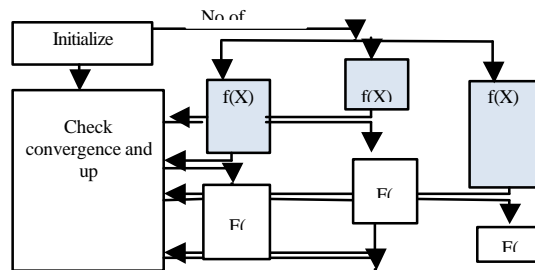 No of
Initialize
f(X)
f(X)
f(X)
Check
convergence and
up
F(
F(
F(